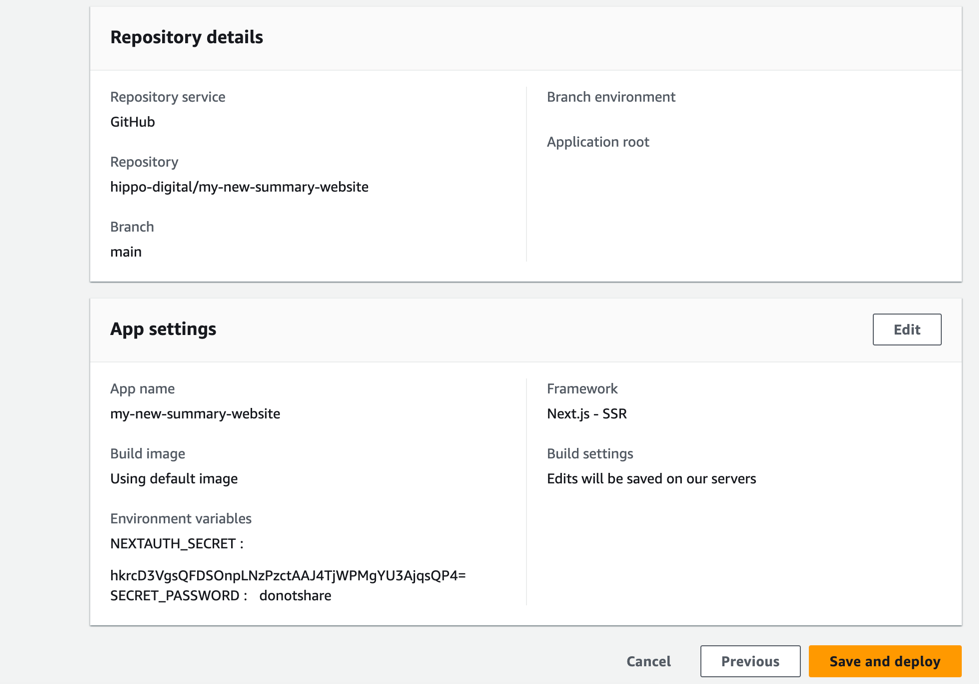 Repository details
Repository service
GitHub
Repository
hippo-digital/my-new-summary-website
Branch
main
Branch environment
Application root
App settings
Edit
App name
my-new-summary-website
Build image
Using default image
Environment variables
NEXTAUTH_SECRET :
hkrcD3VgsQFDSOnpLNzPzctAAJ4TjWPMgYU3AjqsQP4=
SECRET_PASSWORD : donotshare
Framework
Next.js - SSR
Build settings
Edits will be saved on our servers
Cancel
Previous
Save and deploy